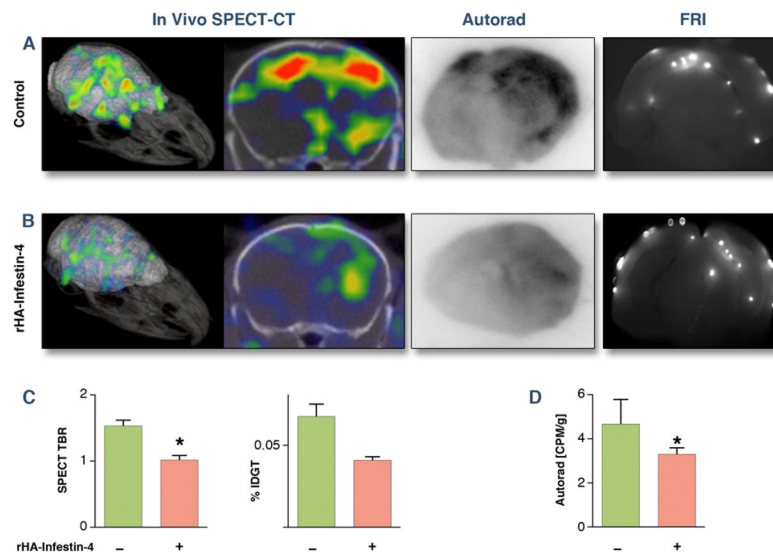 In Vivo SPECT-CT Autorad FRI
A
Control
B
rHA-Infestin-4
C
SPECT TBR
2
1
0
*
% IDGT
0.05
D
Autorad [CPM/g]
6
4
2
0
*
rHA-Infestin-4 – + – + – +